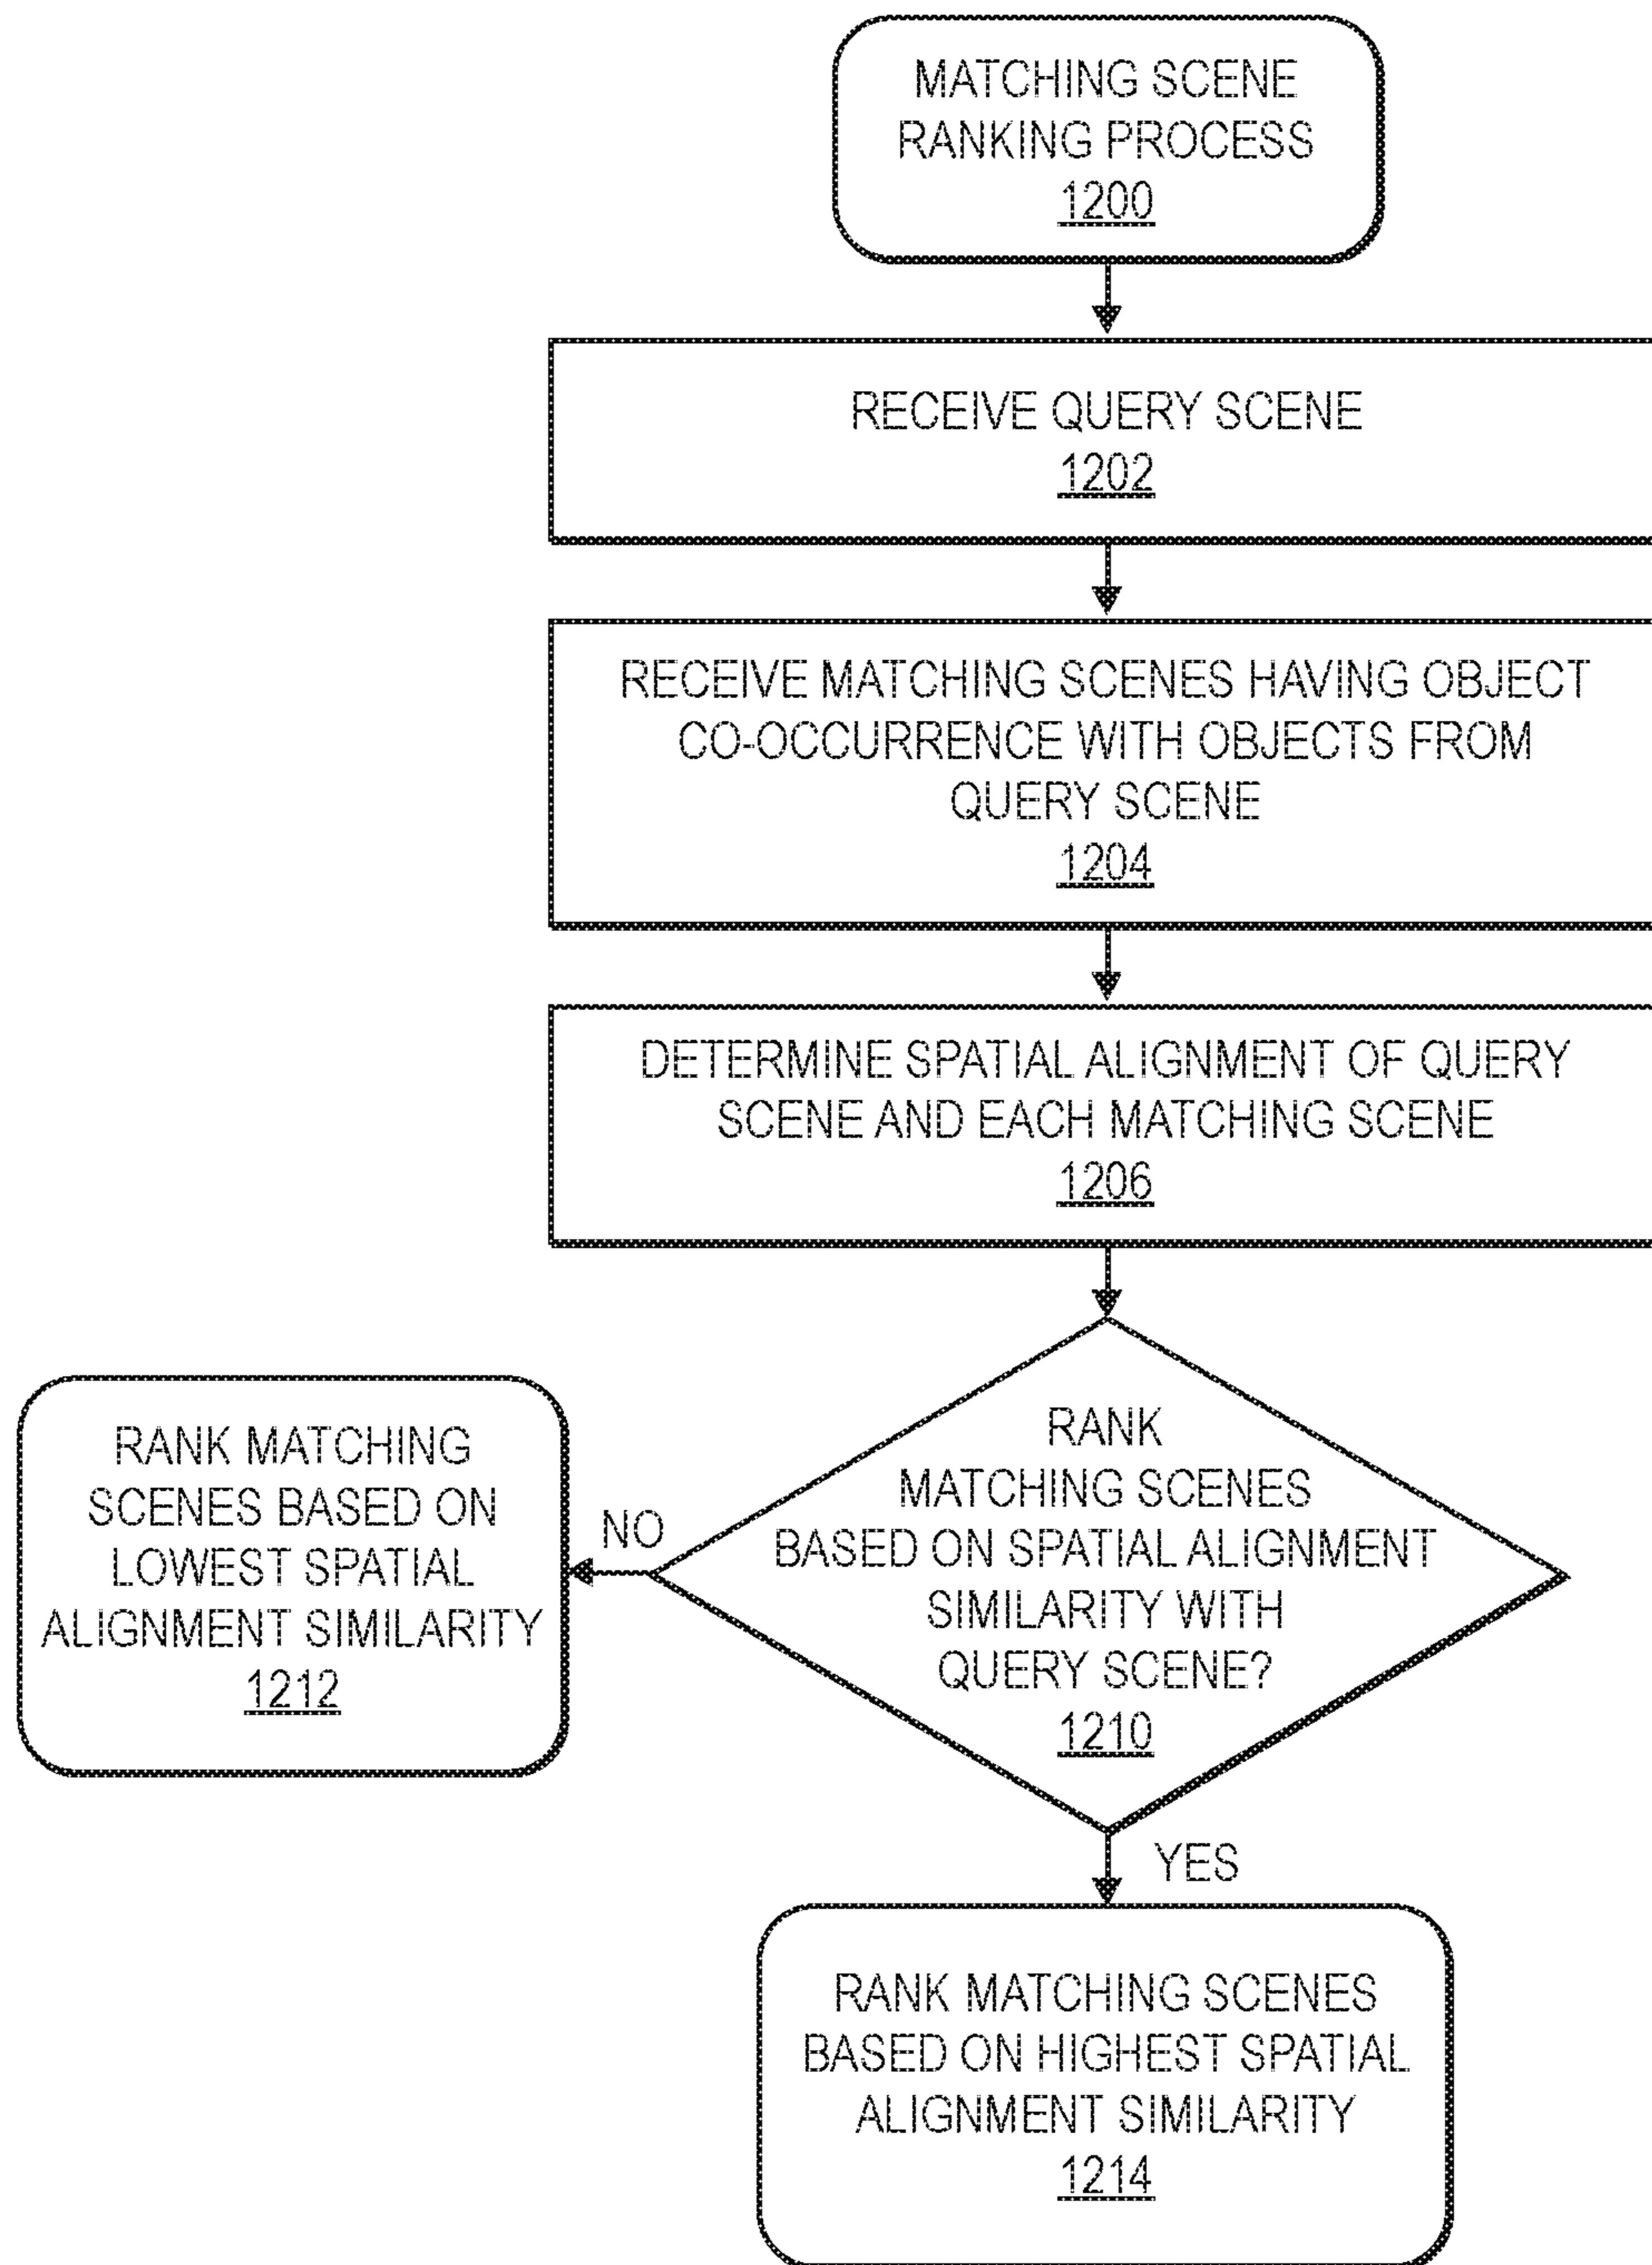 MATCHING SCENE
RANKING PROCESS
1200
RECEIVE QUERY SCENE
1202
RECEIVE MATCHING SCENES HAVING OBJECT
CO-OCCURRENCE WITH OBJECTS FROM
QUERY SCENE
1204
DETERMINE SPATIAL ALIGNMENT OF QUERY
SCENE AND EACH MATCHING SCENE
1206
RANK
MATCHING SCENES
BASED ON SPATIAL ALIGNMENT
SIMILARITY WITH
QUERY SCENE?
1210
NO
RANK MATCHING
SCENES BASED ON
LOWEST SPATIAL
ALIGNMENT SIMILARITY
1212
YES
RANK MATCHING SCENES
BASED ON HIGHEST SPATIAL
ALIGNMENT SIMILARITY
1214